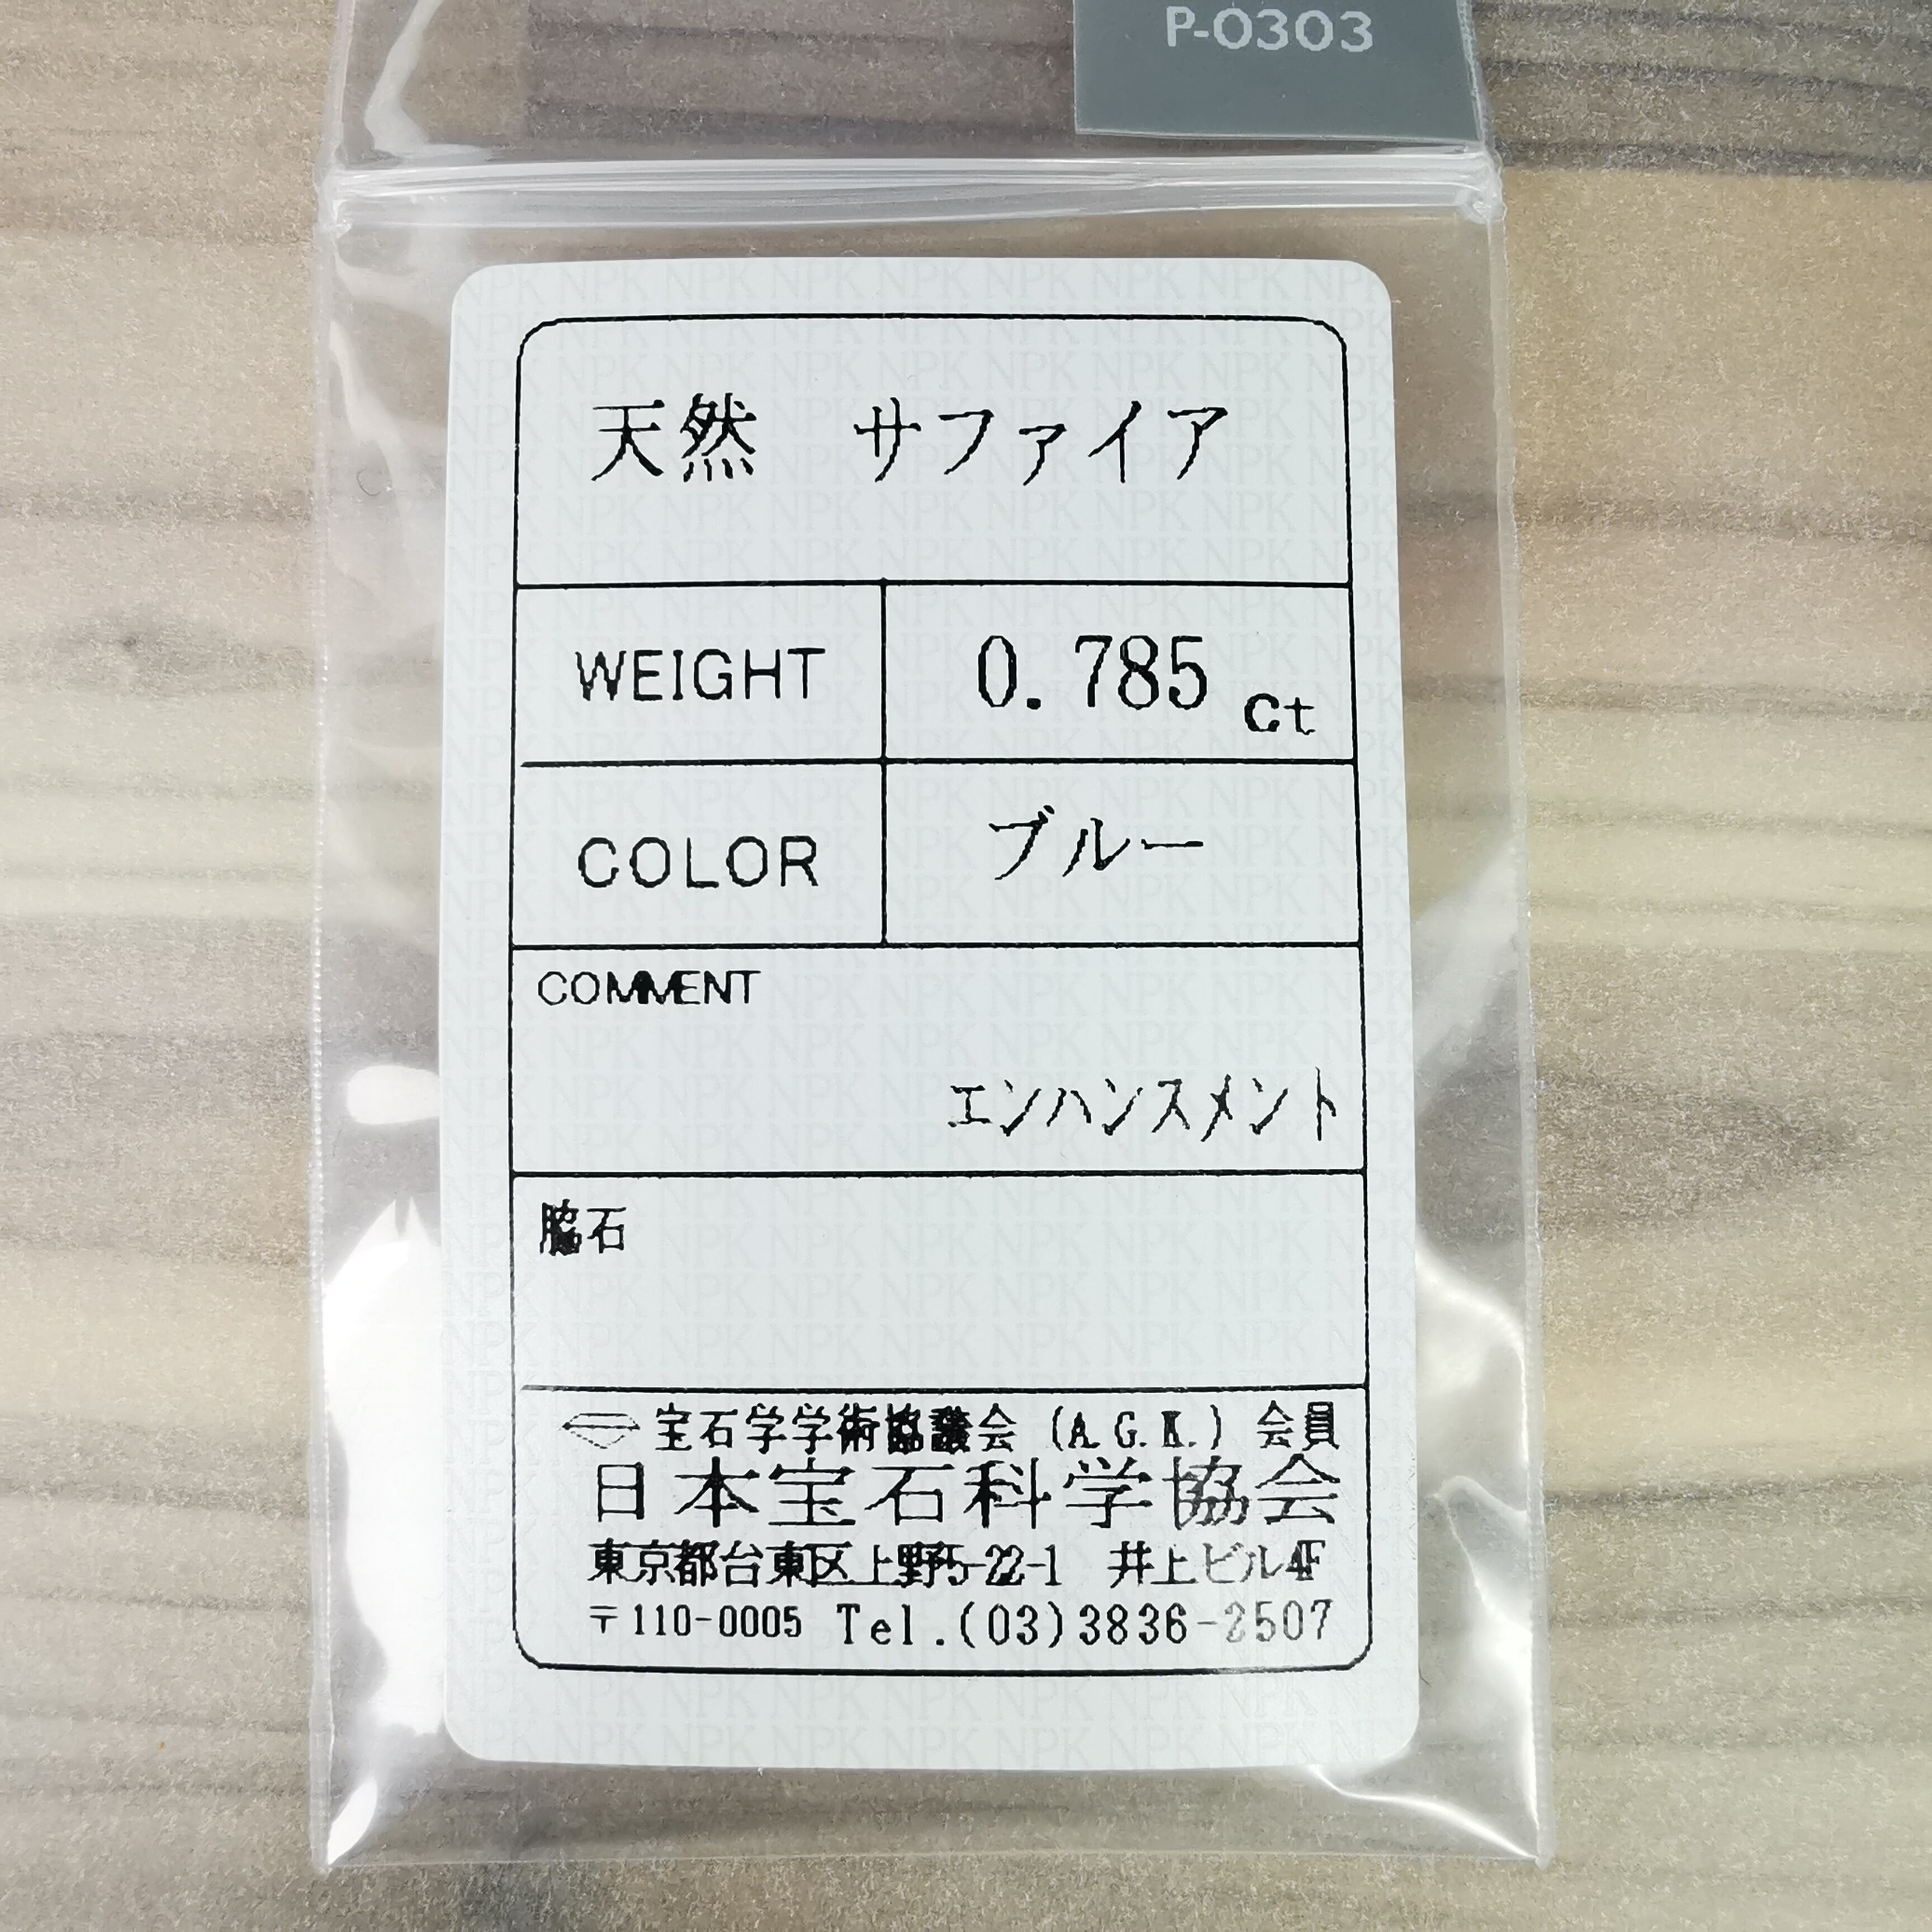 P-0303
天然　サファイア
WEIGHT 0.785 ct
COLOR ブルー
COMMENT
エンハンスメント
脇石
宝石学学術協議会 (A.G.K.) 会員
日本宝石科学協会
東京都台東区上野5-22-1　井上ビル4F
〒110-0005 Tel.(03)3836-2507